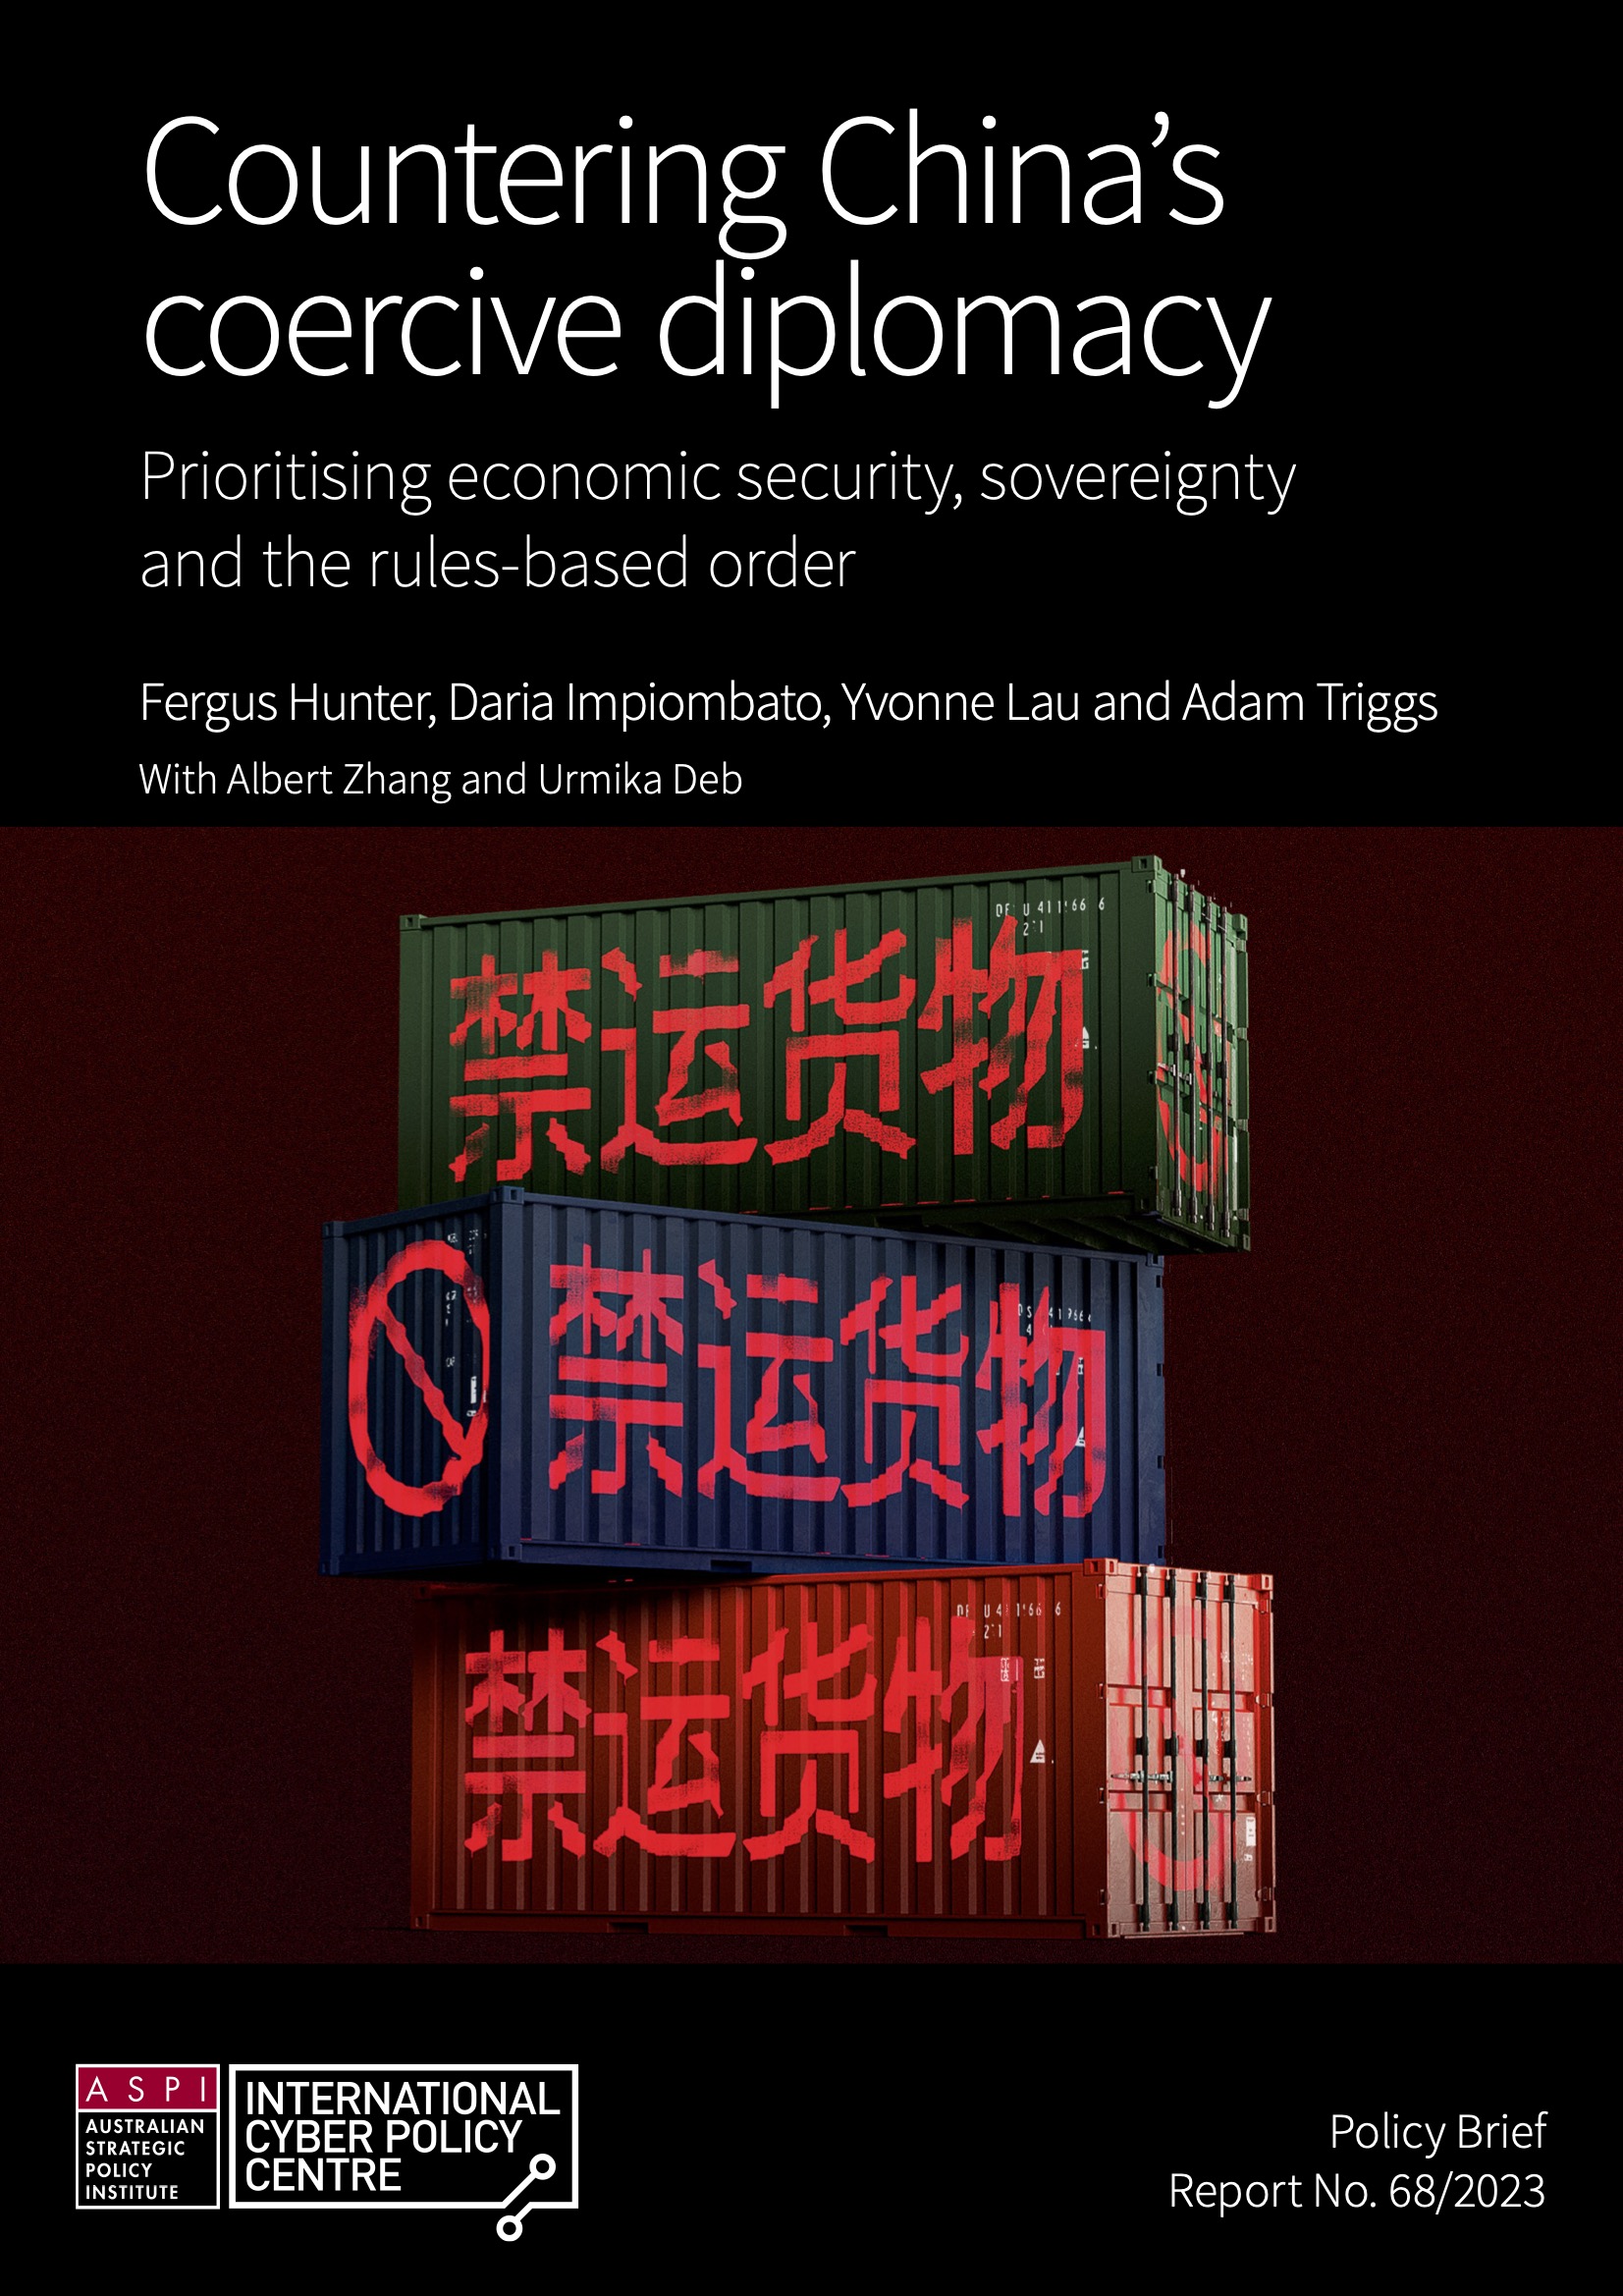 Countering China’s
coercive diplomacy
Prioritising economic security, sovereignty
and the rules-based order
Fergus Hunter, Daria Impiombato, Yvonne Lau and Adam Triggs
With Albert Zhang and Urmika Deb
禁运货物
禁运货物
禁运货物
ASPI
AUSTRALIAN
STRATEGIC
POLICY
INSTITUTE
INTERNATIONAL
CYBER POLICY
CENTRE
Policy Brief
Report No. 68/2023